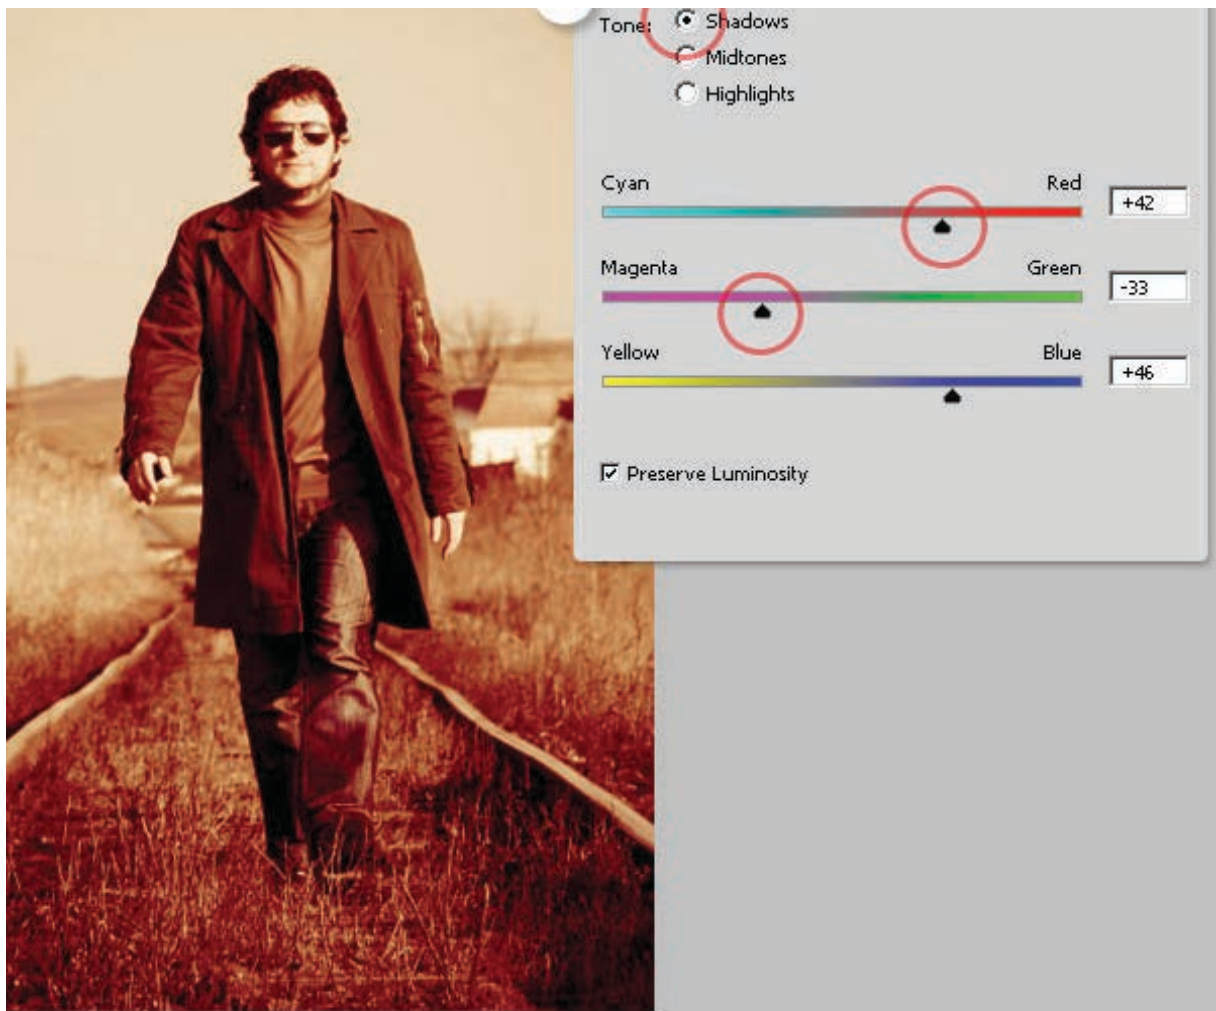 Tone: Shadows
Midtones
Highlights
Cyan Red +42
Magenta Green -33
Yellow Blue +46
Preserve Luminosity